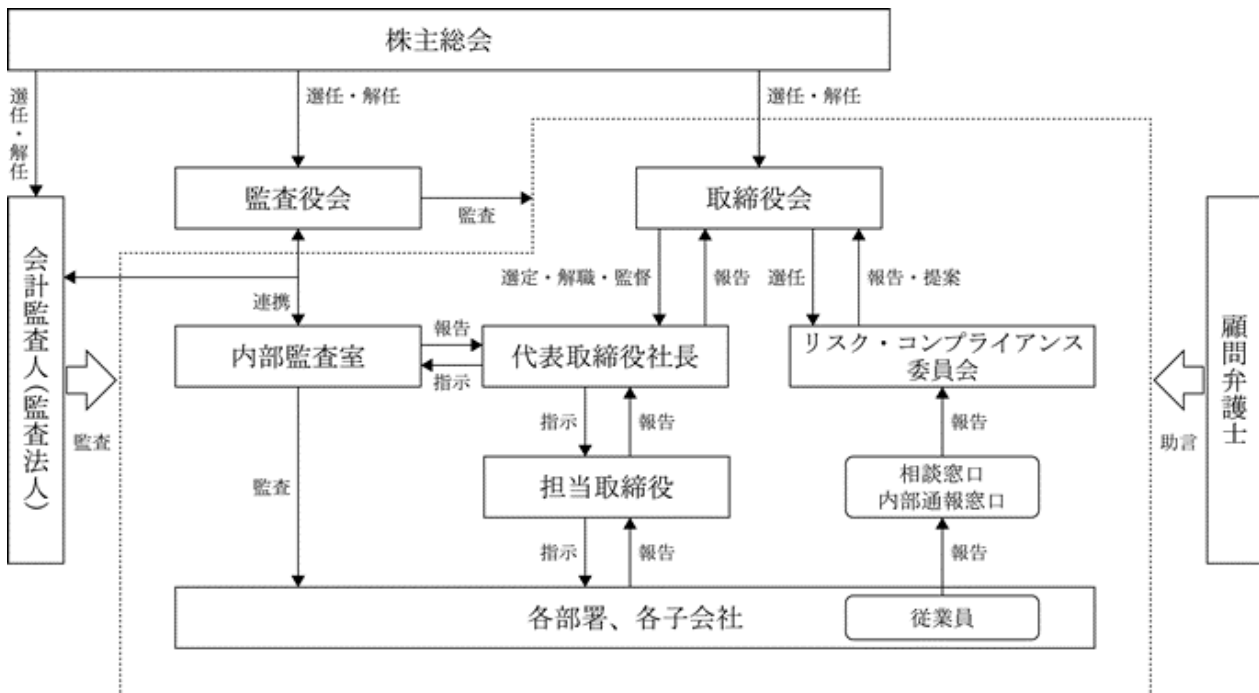 株主総会
選任・解任
選任・解任
選任・解任
監査役会
監査
取締役会
会計監査人(監査法人)
監査
連携
選定・解職・監督
報告
選任
報告・提案
内部監査室
報告
指示
代表取締役社長
リスク・コンプライアンス
委員会
顧問弁護士
助言
指示
報告
報告
監査
担当取締役
相談窓口
内部通報窓口
指示
報告
報告
各部署、各子会社
従業員